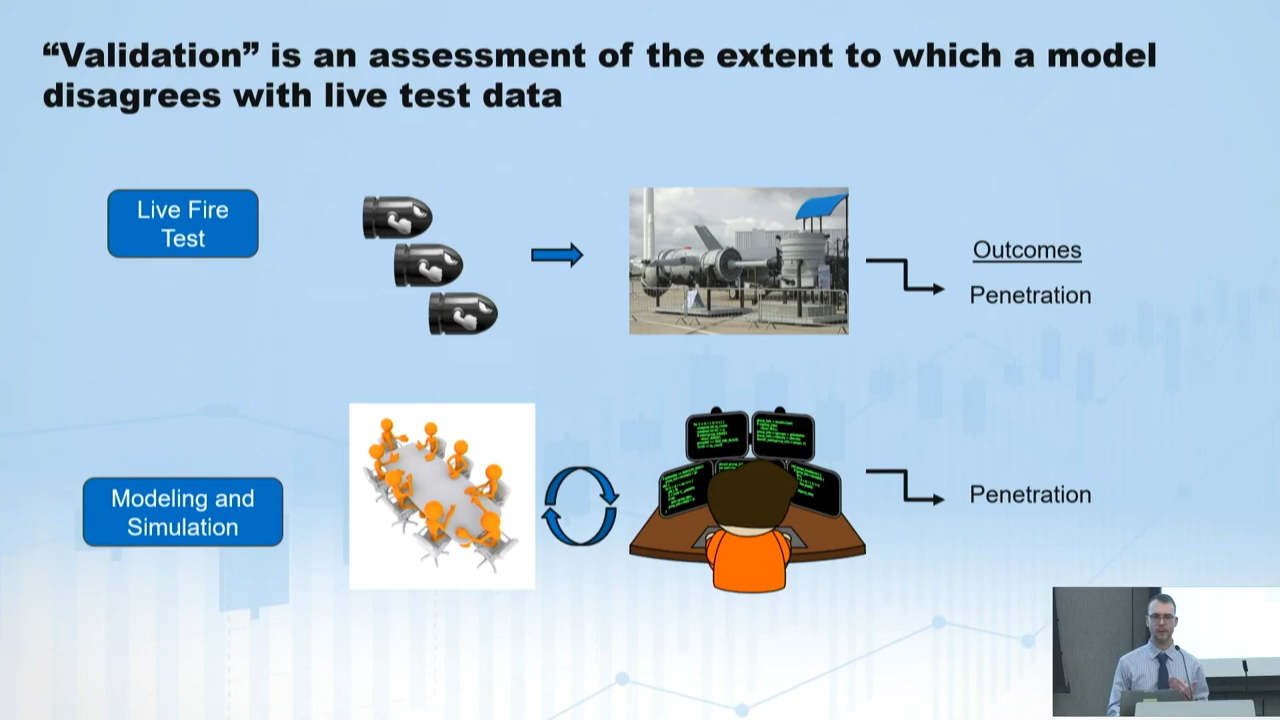 “Validation” is an assessment of the extent to which a model
disagrees with live test data
Live Fire
Test
Outcomes
Penetration
Modeling and
Simulation
Penetration